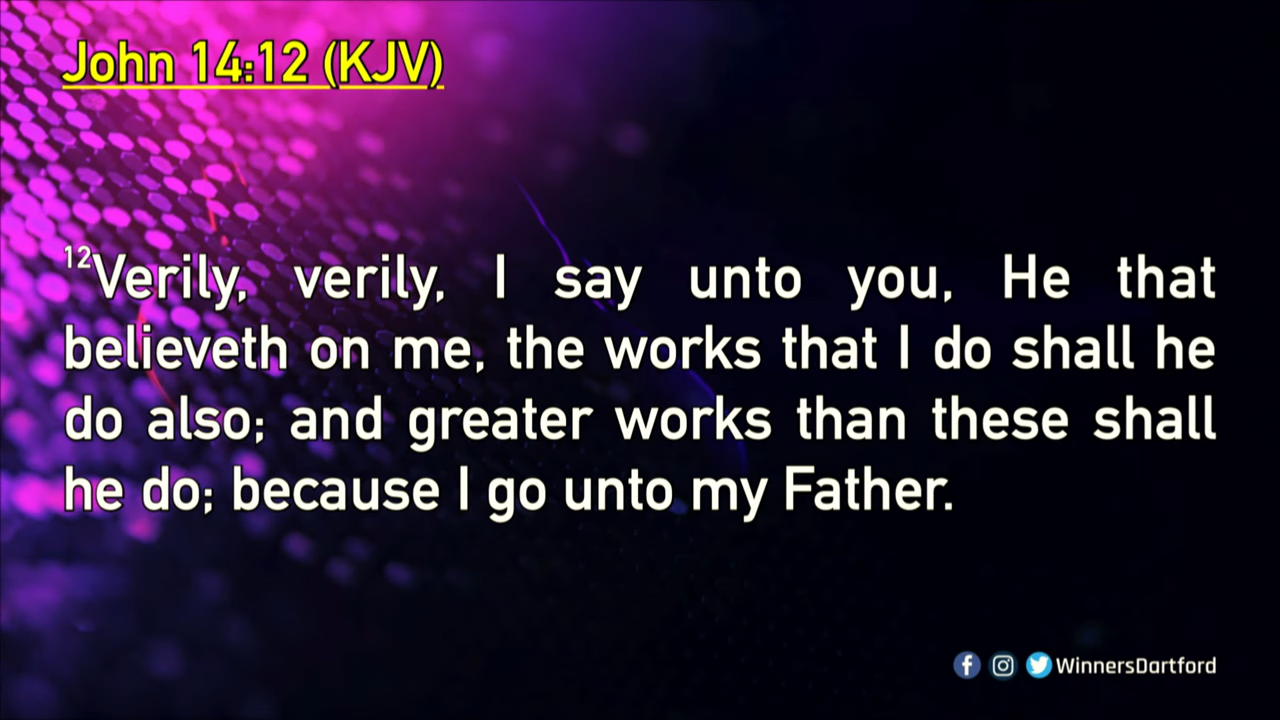 John 14:12 (KJV)
12Verily, verily, I say unto you, He that
believeth on me, the works that I do shall he
do also; and greater works than these shall
he do; because I go unto my Father.
WinnersDartford